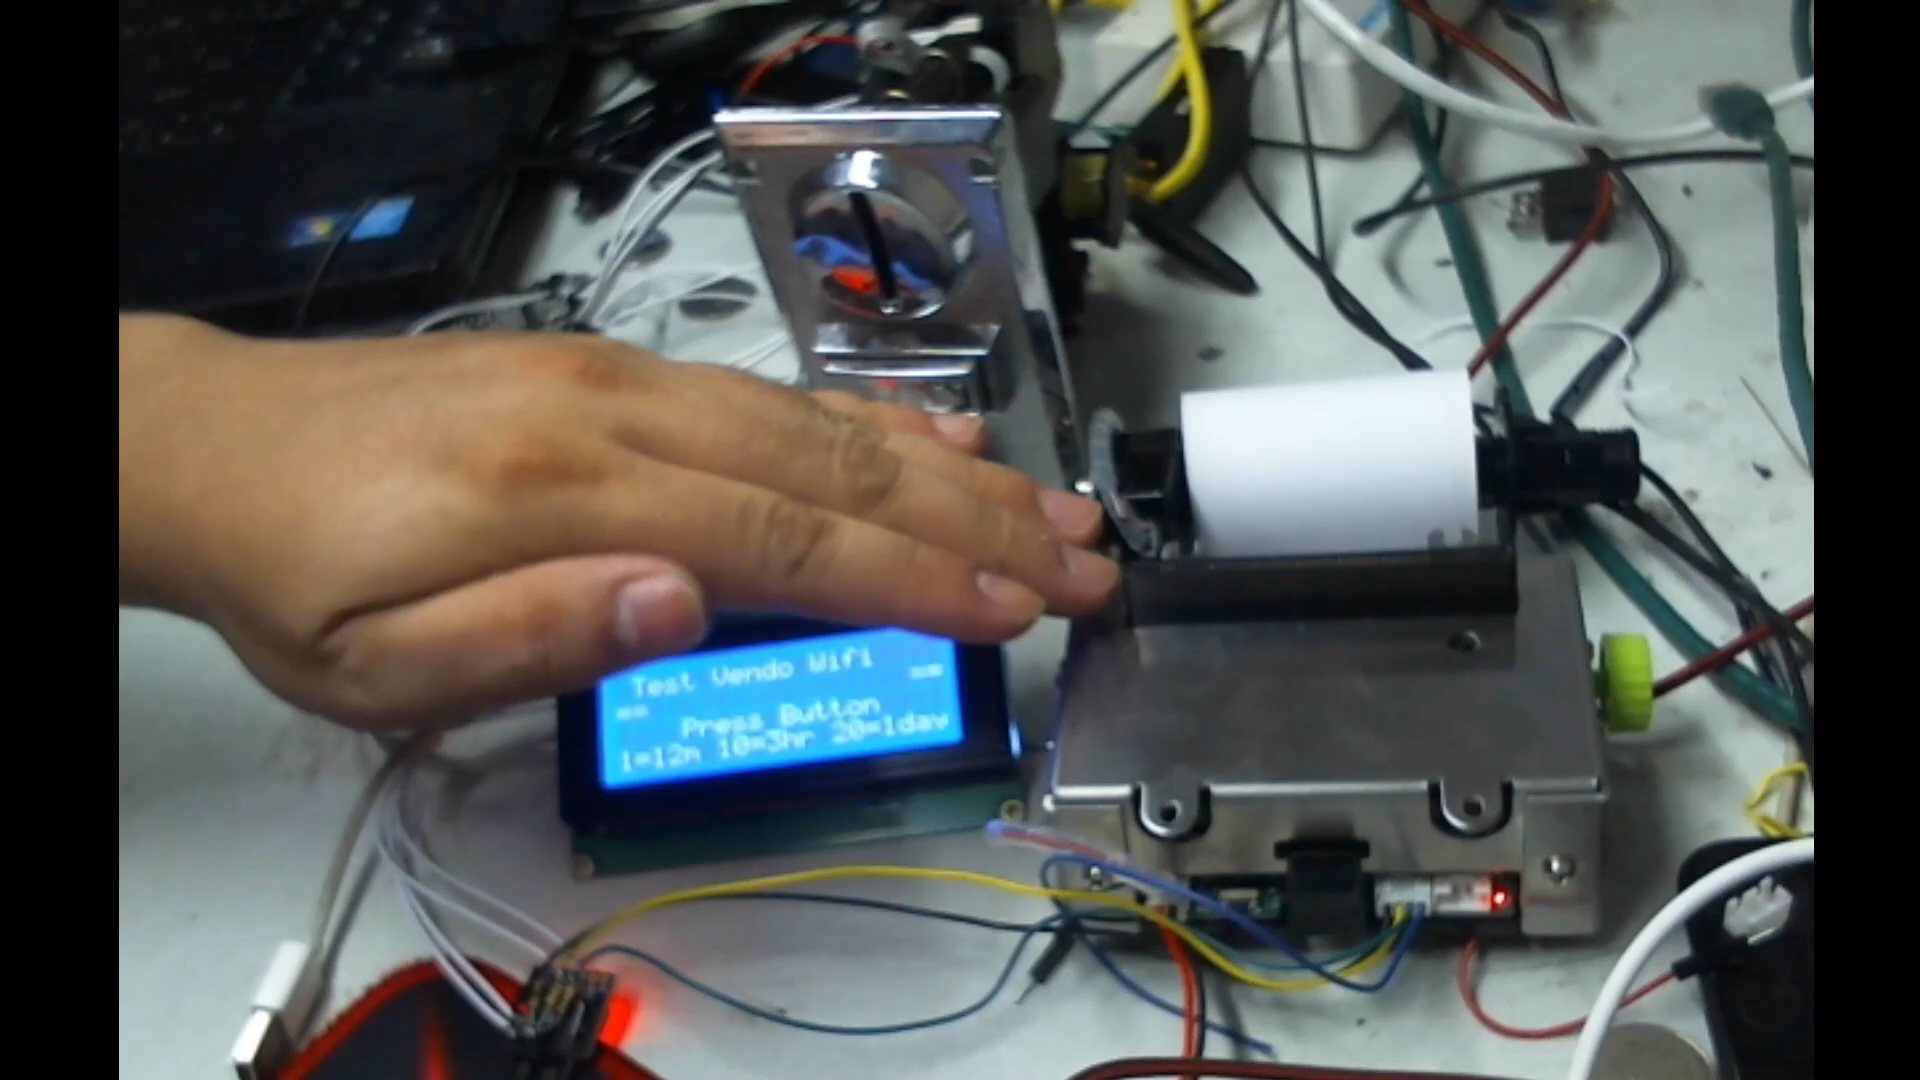 Test Vendo Wifi
==
== Press Button
1=12m 10=3hr 20=1day